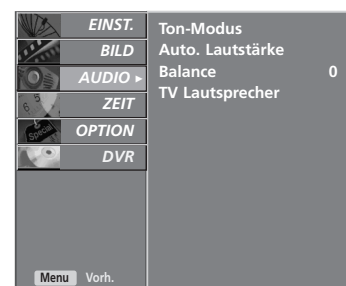 EINST.
BILD
AUDIO ▸
ZEIT
OPTION
DVR
Ton-Modus
Auto. Lautstärke
Balance 0
TV Lautsprecher
Menu Vorh.